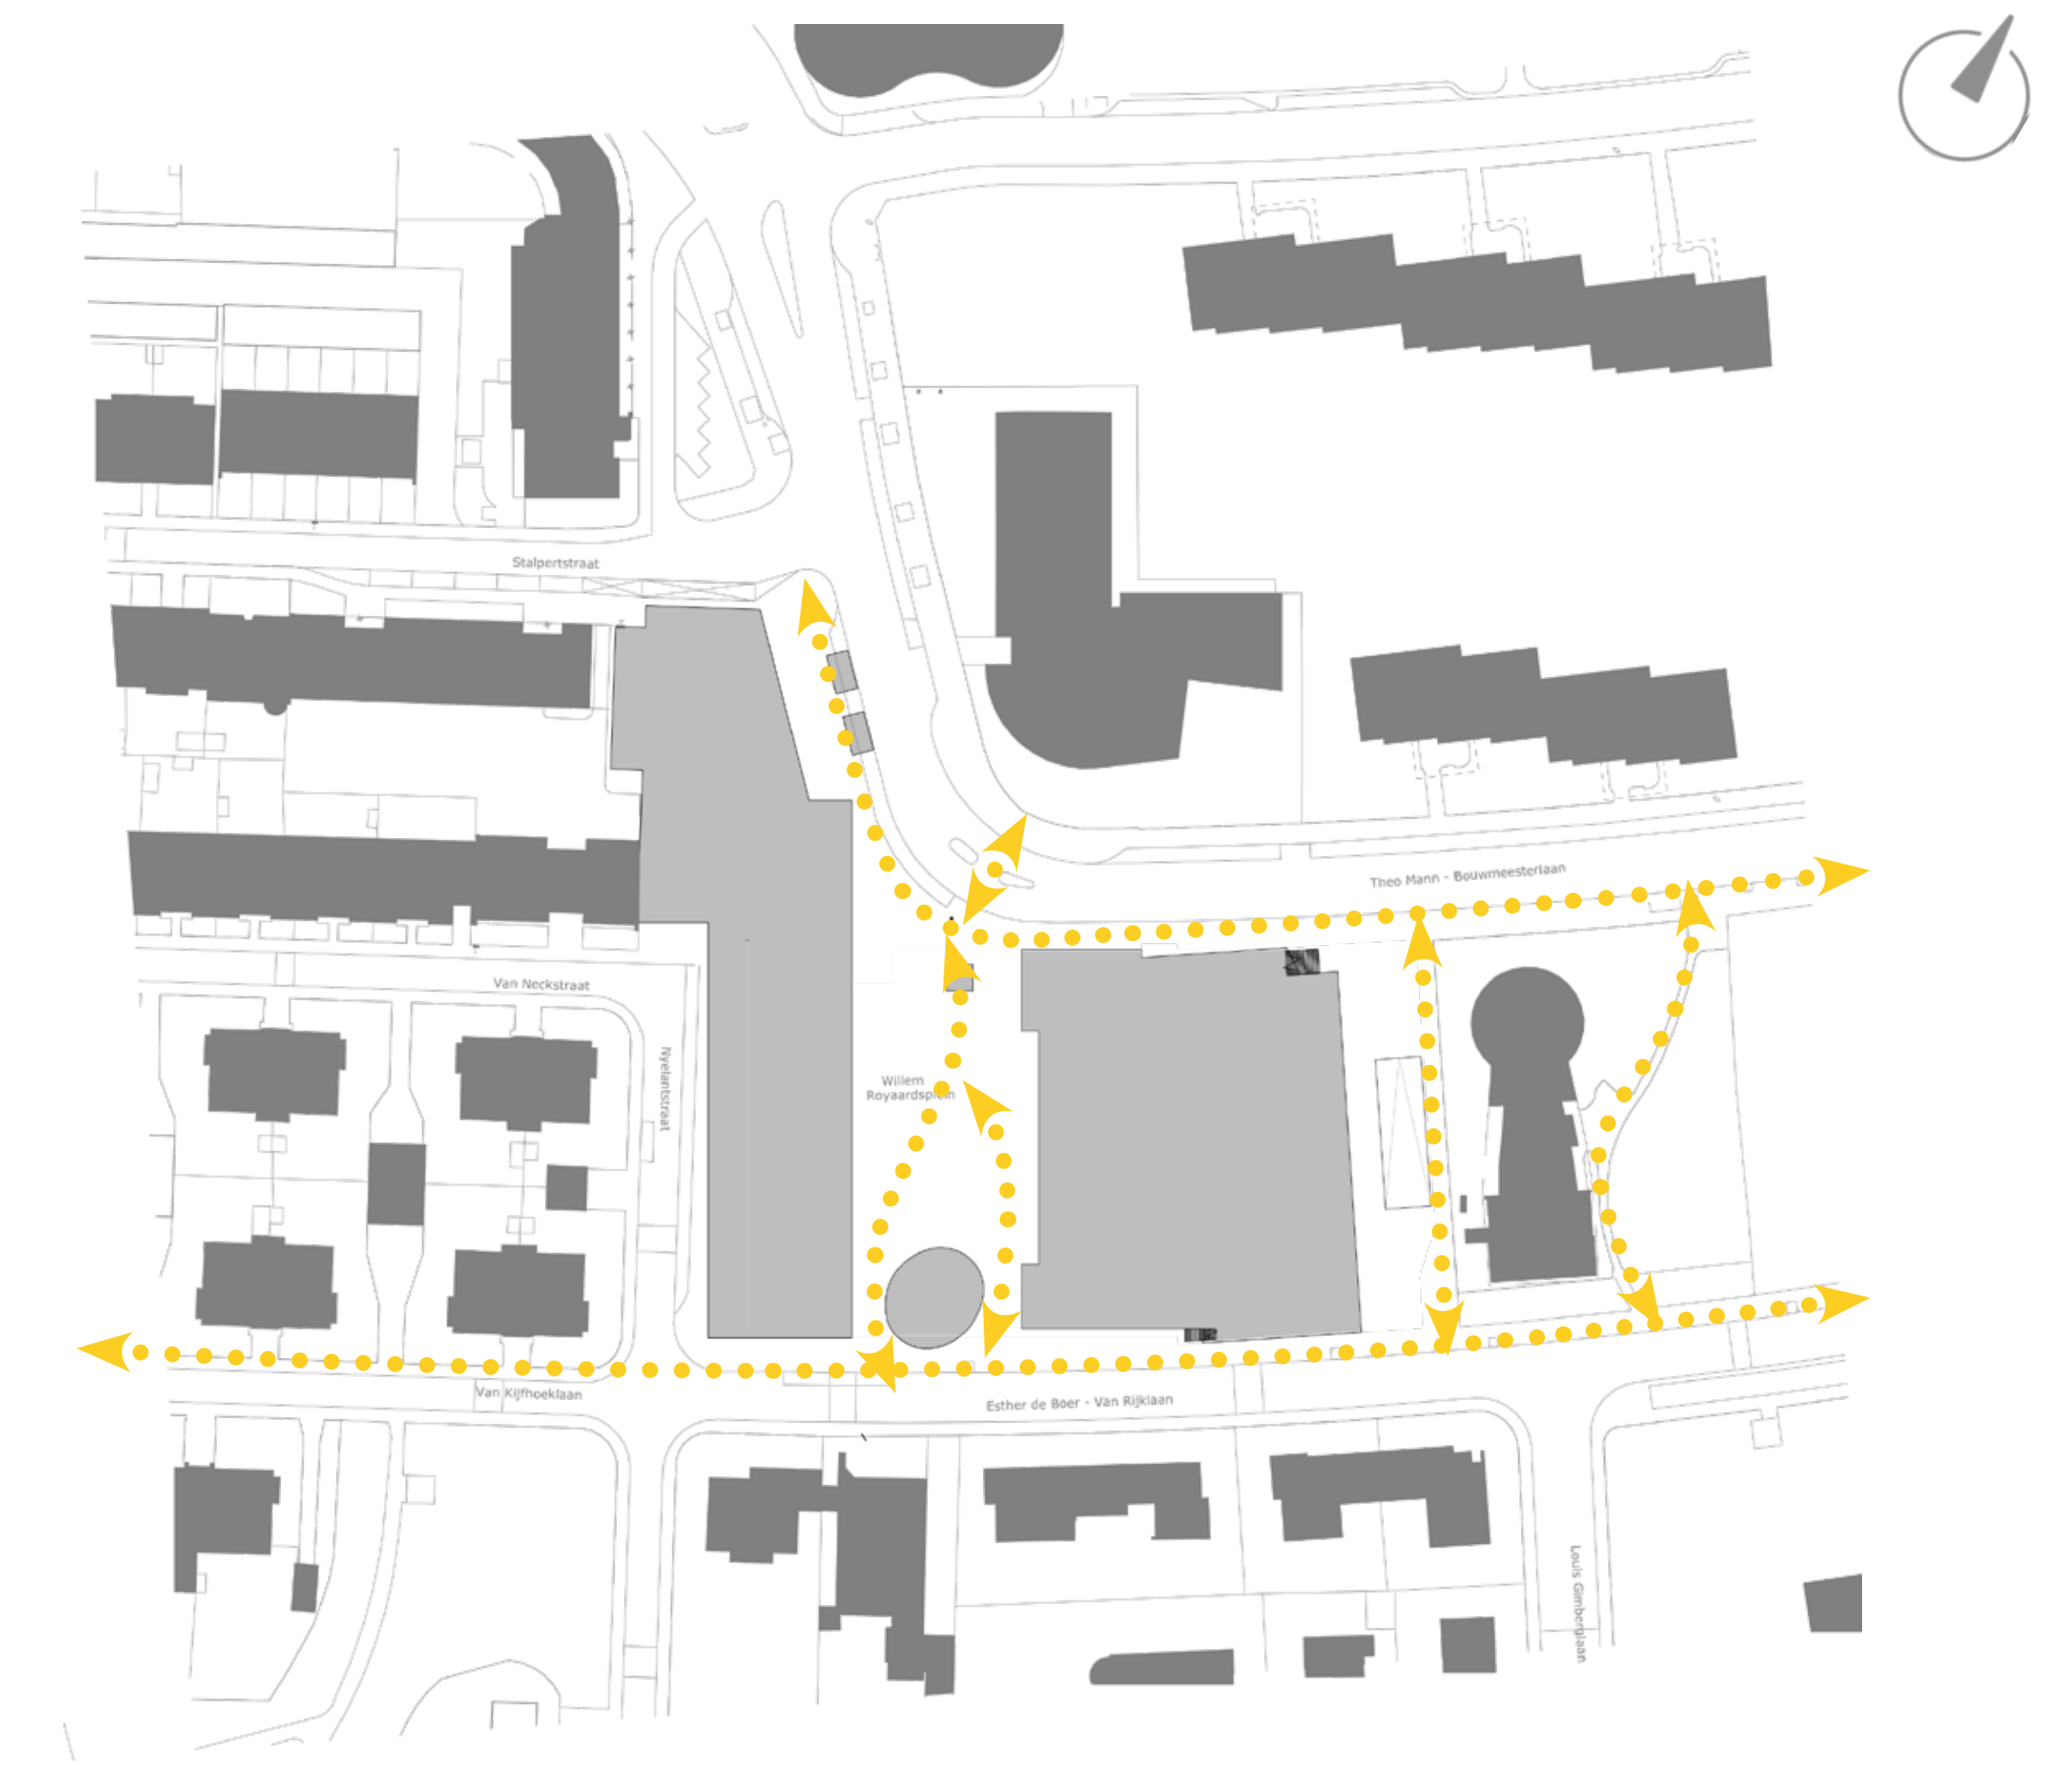 Stalpertstraat
Theo Mann - Bouwmeesterlaan
Van Neckstraat
Nyelantstraat
Willem
Royaardsplein
Van Kijfhoeklaan
Esther de Boer - Van Rijklaan
Louis Gimberglaan